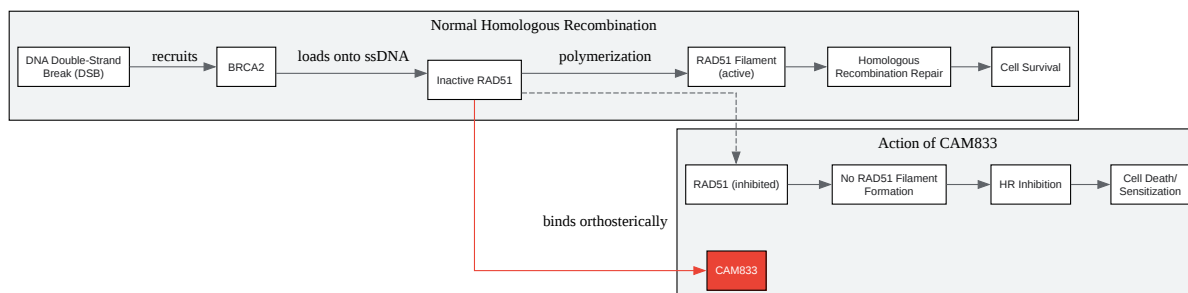 Normal Homologous Recombination
DNA Double-Strand
Break (DSB)
recruits
BRCA2
loads onto ssDNA
Inactive RAD51
polymerization
RAD51 Filament
(active)
Homologous
Recombination Repair
Cell Survival
Action of CAM833
RAD51 (inhibited)
No RAD51 Filament
Formation
HR Inhibition
Cell Death/
Sensitization
binds orthosterically
CAM833